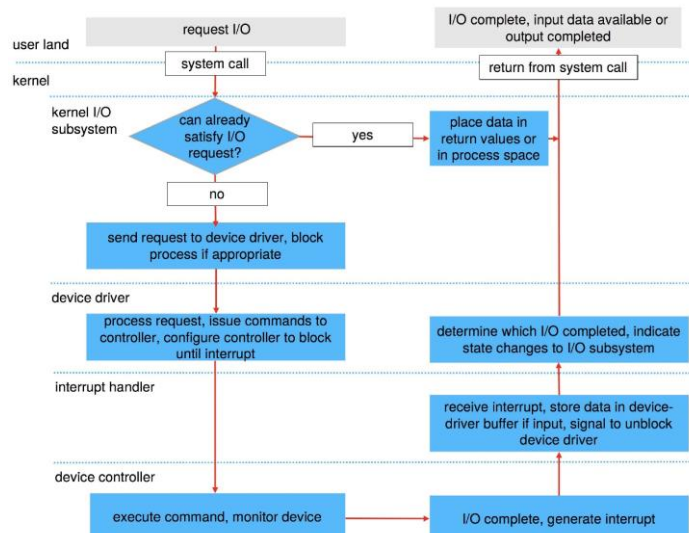 request I/O
I/O complete, input data available or
output completed
user land
system call
return from system call
kernel
kernel I/O
subsystem
can already
satisfy I/O
request?
yes
place data in
return values or
in process space
no
send request to device driver, block
process if appropriate
device driver
process request, issue commands to
controller, configure controller to block
until interrupt
determine which I/O completed, indicate
state changes to I/O subsystem
interrupt handler
receive interrupt, store data in device-
driver buffer if input, signal to unblock
device driver
device controller
execute command, monitor device
I/O complete, generate interrupt